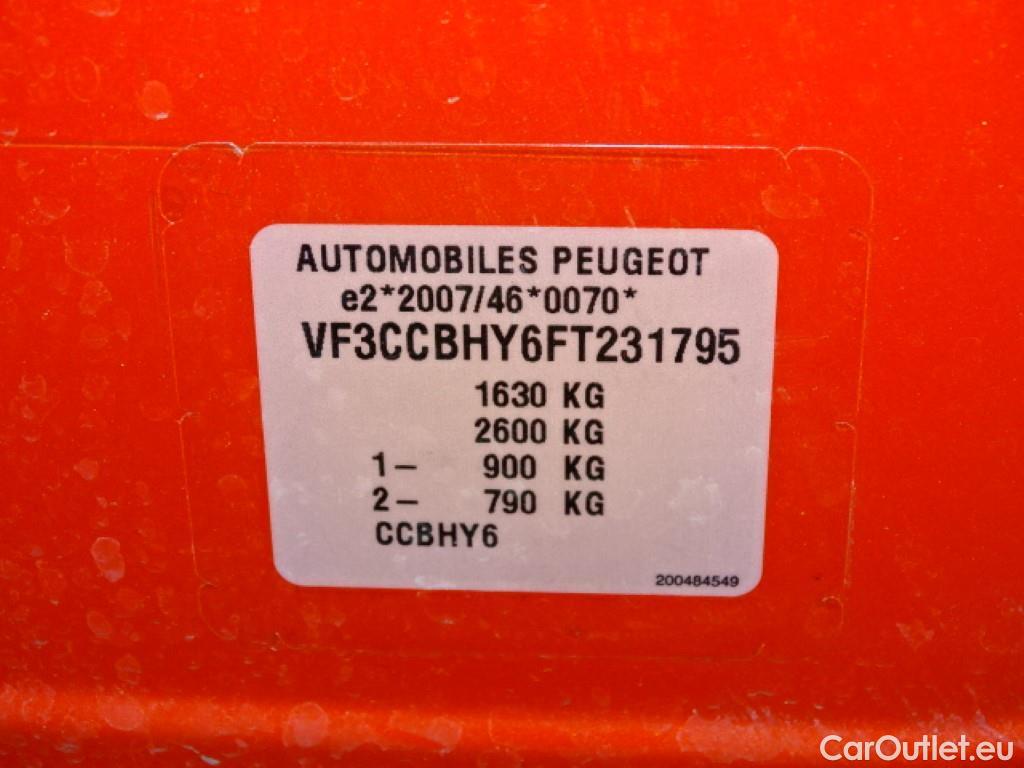 AUTOMOBILES PEUGEOT
e2*2007/46*0070*
VF3CCBHY6FT231795
1630 KG
2600 KG
1- 900 KG
2- 790 KG
CCBHY6
200484549
CarOutlet.eu